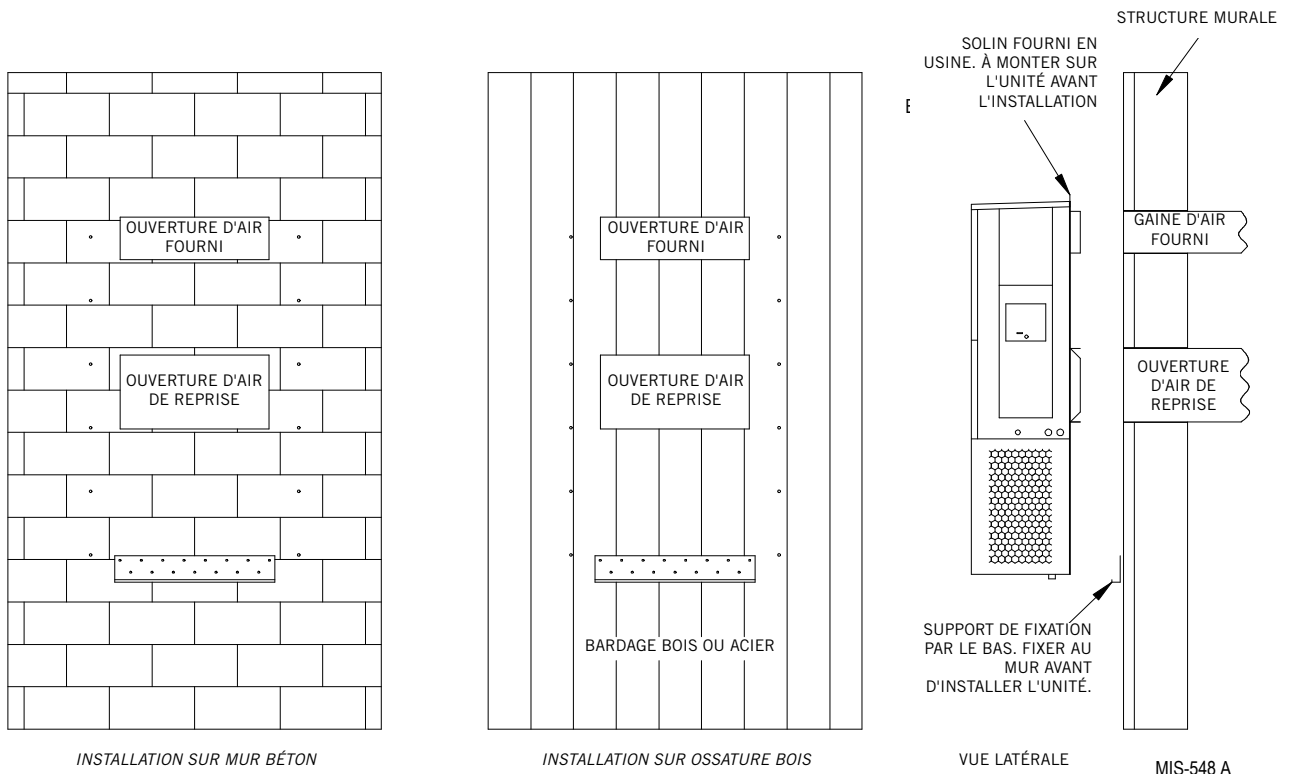 STRUCTURE MURALE
SOLIN FOURNI EN
USINE. À MONTER SUR
L'UNITÉ AVANT
L'INSTALLATION
E
OUVERTURE D'AIR
FOURNI
OUVERTURE D'AIR
DE REPRISE
OUVERTURE D'AIR
FOURNI
OUVERTURE D'AIR
DE REPRISE
BARDAGE BOIS OU ACIER
GAINE D'AIR
FOURNI
OUVERTURE
D'AIR DE
REPRISE
SUPPORT DE FIXATION
PAR LE BAS. FIXER AU
MUR AVANT
D'INSTALLER L'UNITÉ.
INSTALLATION SUR MUR BÉTON
INSTALLATION SUR OSSATURE BOIS
VUE LATÉRALE
MIS-548 A